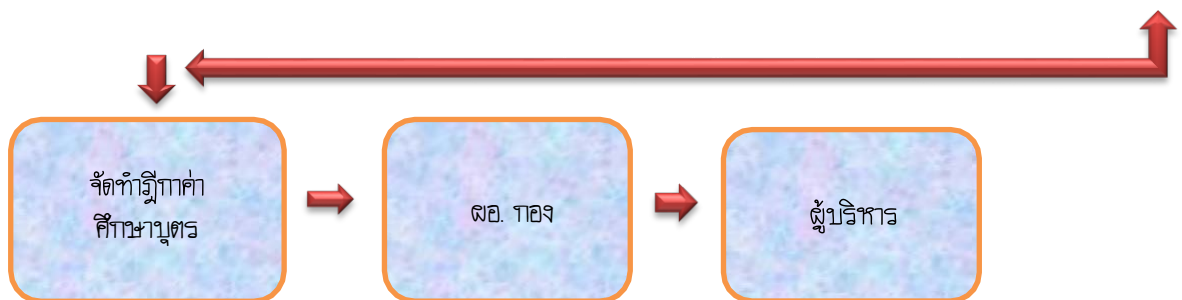 จัดทำฎีกาค่า
ศึกษาบุตร
ผอ. กอง
ผู้บริหาร